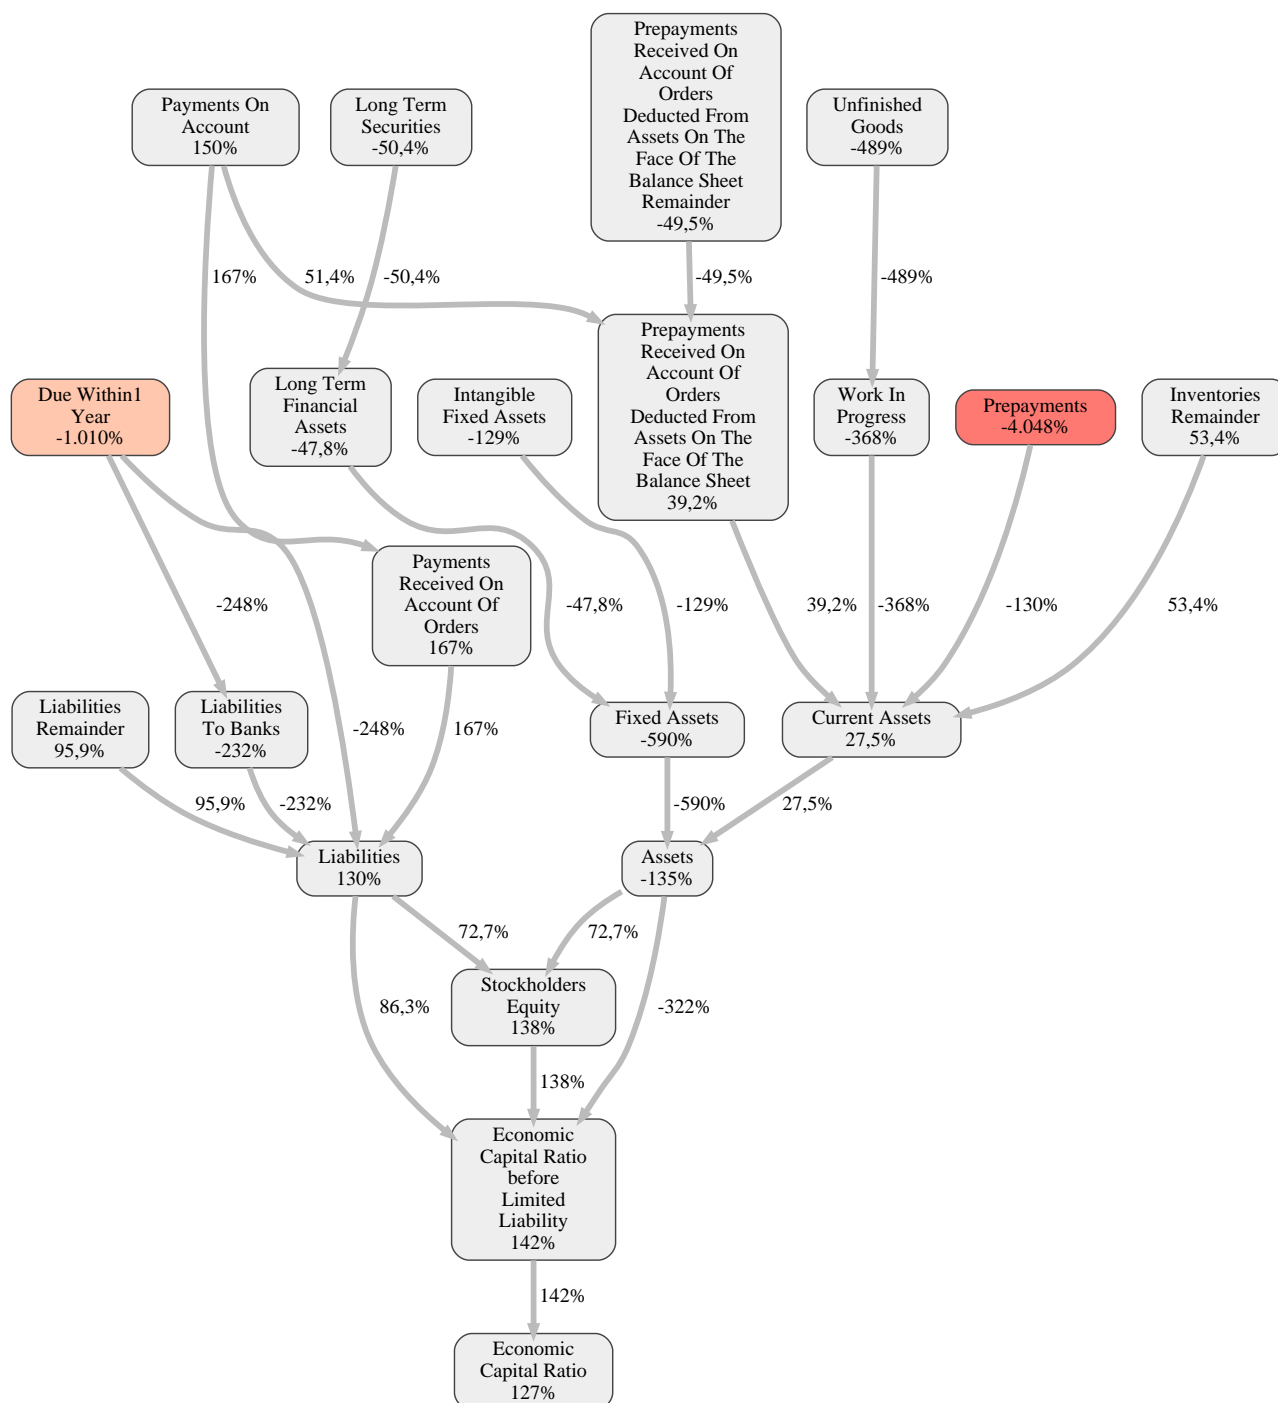 Prepayments
Received On
Account Of
Orders
Deducted From
Assets On The
Face Of The
Balance Sheet
Remainder
-49,5%
Payments On
Account
150%
Long Term
Securities
-50,4%
Unfinished
Goods
-489%
167%
51,4%
-50,4%
-49,5%
-489%
Prepayments
Received On
Account Of
Orders
Deducted From
Assets On The
Face Of The
Balance Sheet
39,2%
Due Within1
Year
-1.010%
Long Term
Financial
Assets
-47,8%
Intangible
Fixed Assets
-129%
Work In
Progress
-368%
Prepayments
-4.048%
Inventories
Remainder
53,4%
Payments
Received On
Account Of
Orders
167%
-248%
-47,8%
-129%
39,2%
-368%
-130%
53,4%
Liabilities
Remainder
95,9%
Liabilities
To Banks
-232%
-248%
167%
Fixed Assets
-590%
Current Assets
27,5%
95,9%
-232%
-590%
27,5%
Liabilities
130%
Assets
-135%
72,7%
72,7%
Stockholders
Equity
138%
86,3%
-322%
138%
Economic
Capital Ratio
before
Limited
Liability
142%
142%
Economic
Capital Ratio
127%